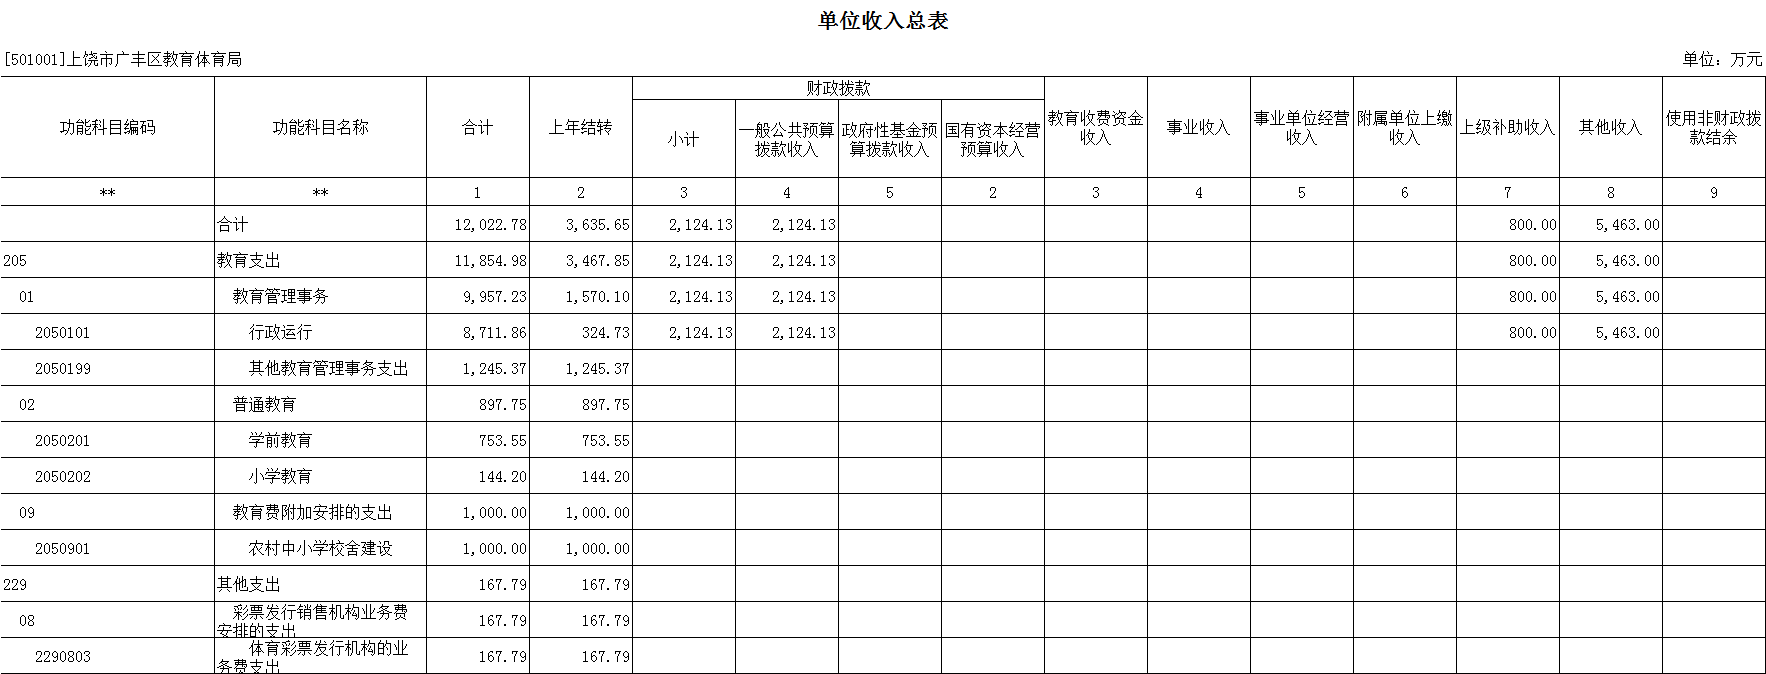 单位收入总表
[501001]上饶市广丰区教育体育局 单位：万元
功能科目编码 功能科目名称 合计 上年结转 财政拨款 教育收费资金收入 事业收入 事业单位经营收入 附属单位上缴收入 上级补助收入 其他收入 使用非财政拨款结余
小计 一般公共预算拨款收入 政府性基金预算拨款收入 国有资本经营预算收入
** ** 1 2 3 4 5 2 3 4 5 6 7 8 9
合计 12,022.78 3,635.65 2,124.13 2,124.13 800.00 5,463.00
205 教育支出 11,854.98 3,467.85 2,124.13 2,124.13 800.00 5,463.00
01 教育管理事务 9,957.23 1,570.10 2,124.13 2,124.13 800.00 5,463.00
2050101 行政运行 8,711.86 324.73 2,124.13 2,124.13 800.00 5,463.00
2050199 其他教育管理事务支出 1,245.37 1,245.37
02 普通教育 897.75 897.75
2050201 学前教育 753.55 753.55
2050202 小学教育 144.20 144.20
09 教育费附加安排的支出 1,000.00 1,000.00
2050901 农村中小学校舍建设 1,000.00 1,000.00
229 其他支出 167.79 167.79
08 彩票发行销售机构业务费安排的支出 167.79 167.79
2290803 体育彩票发行机构的业务费支出 167.79 167.79